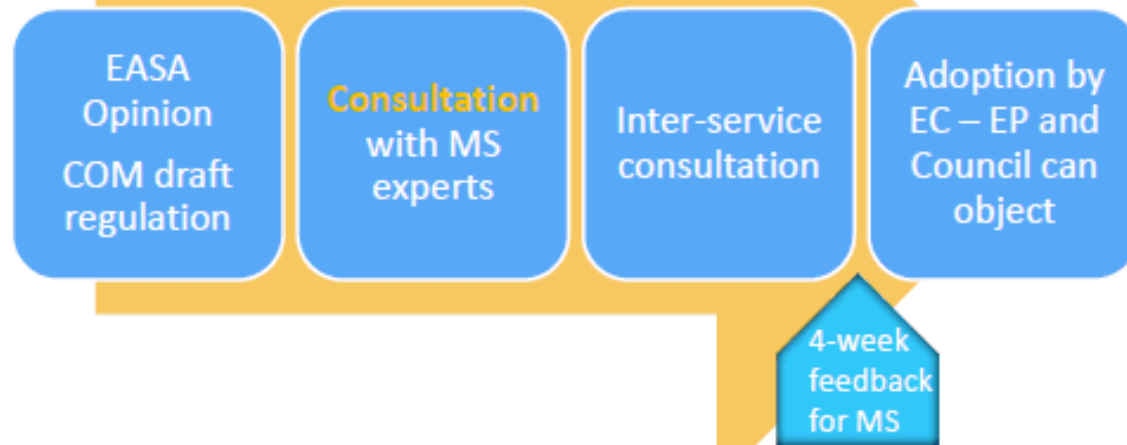 EASA
Opinion
COM draft
regulation
Consultation
with MS
experts
Inter-service
consultation
Adoption by
EC – EP and
Council can
object
4-week
feedback
for MS